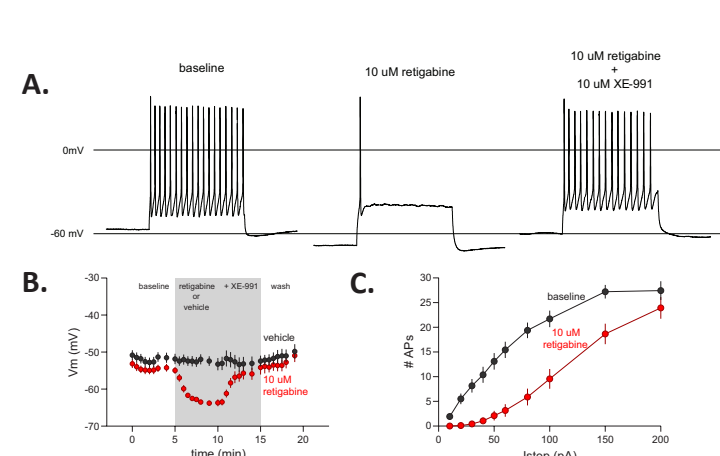 A.
baseline
10 uM retigabine
10 uM retigabine
+
10 uM XE-991
0mV
-60 mV
B.
-30
-40
-50
-60
-70
Vm (mV)
baseline
retigabine
or
vehicle
+ XE-991
wash
vehicle
10 uM
retigabine
0
5
10
15
20
time (min)
C.
30
25
20
15
10
5
0
# APs
baseline
10 uM
retigabine
0
50
100
150
200
Istep (pA)